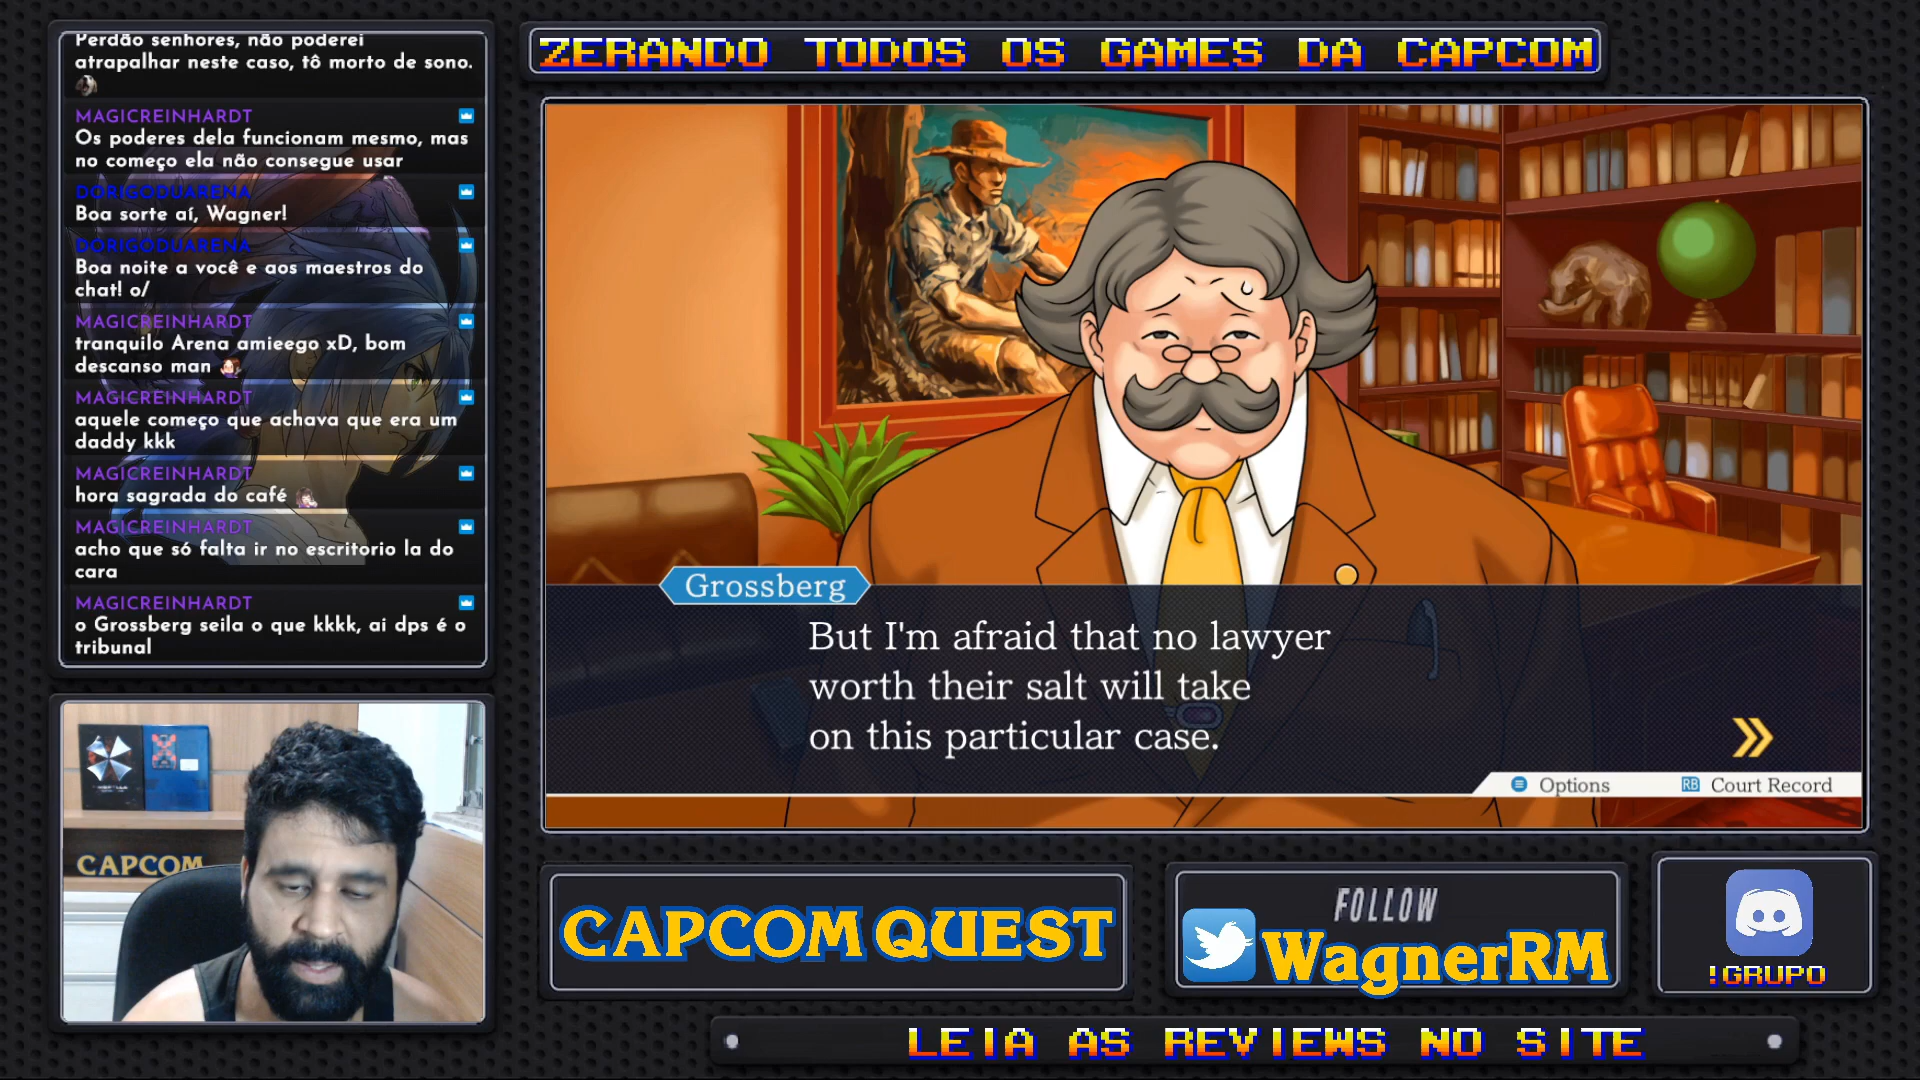 Perdão senhores, não poderei
atrapalhar neste caso, tô morto de sono.
MAGICREINHARDT
Os poderes dela funcionam mesmo, mas
no começo ela não consegue usar
DORIGODUARENA
Boa sorte aí, Wagner!
DORIGODUARENA
Boa noite a você e aos maestros do
chat! o/
MAGICREINHARDT
tranquilo Arena amieego xD, bom
descanso man
MAGICREINHARDT
aquele começo que achava que era um
daddy kkk
MAGICREINHARDT
hora sagrada do café
MAGICREINHARDT
acho que só falta ir no escritorio la do
cara
MAGICREINHARDT
o Grossberg seila o que kkkk, ai dps é o
tribunal
CAPCOM
ZERANDO TODOS OS GAMES DA CAPCOM
Grossberg
But I'm afraid that no lawyer
worth their salt will take
on this particular case.
Options
RB Court Record
CAPCOM QUEST
FOLLOW
WagnerRM
!GRUPO
LEIA AS REVIEWS NO SITE